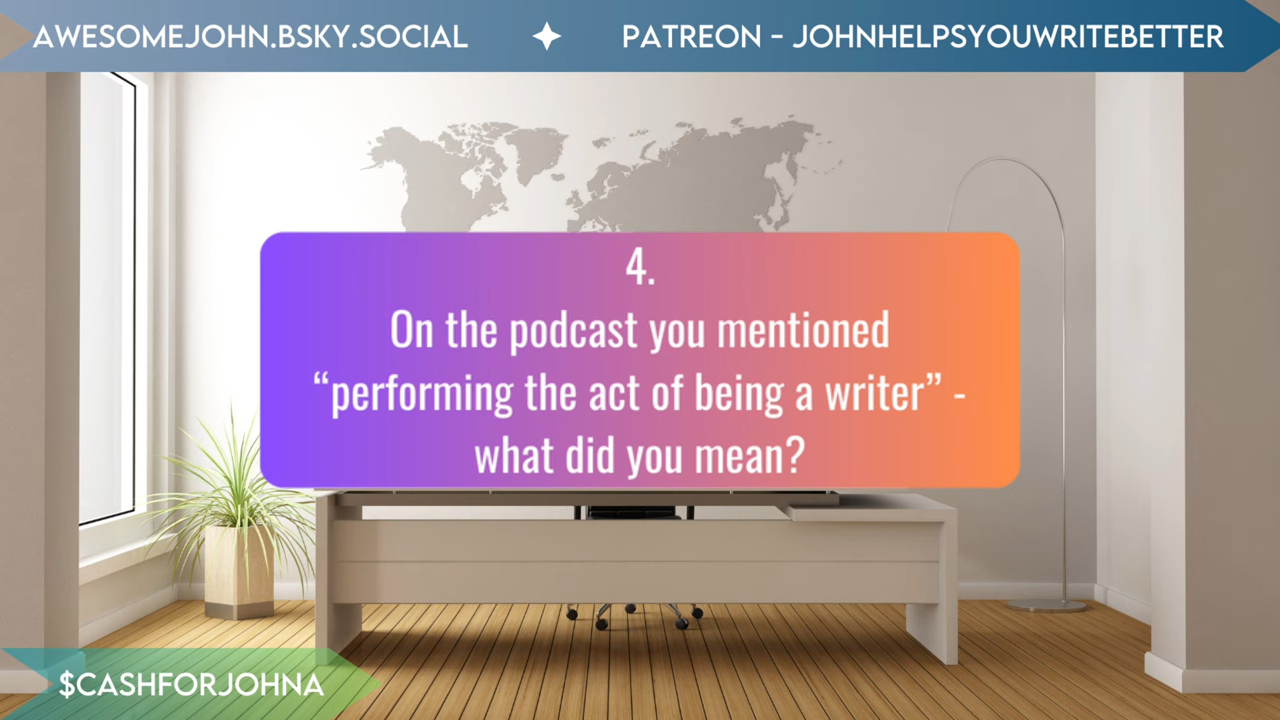 AWESOMEJOHN.BSKY.SOCIAL
PATREON - JOHNHELPSYOUWRITEBETTER
4.
On the podcast you mentioned
“performing the act of being a writer” -
what did you mean?
$CASHFORJOHNA